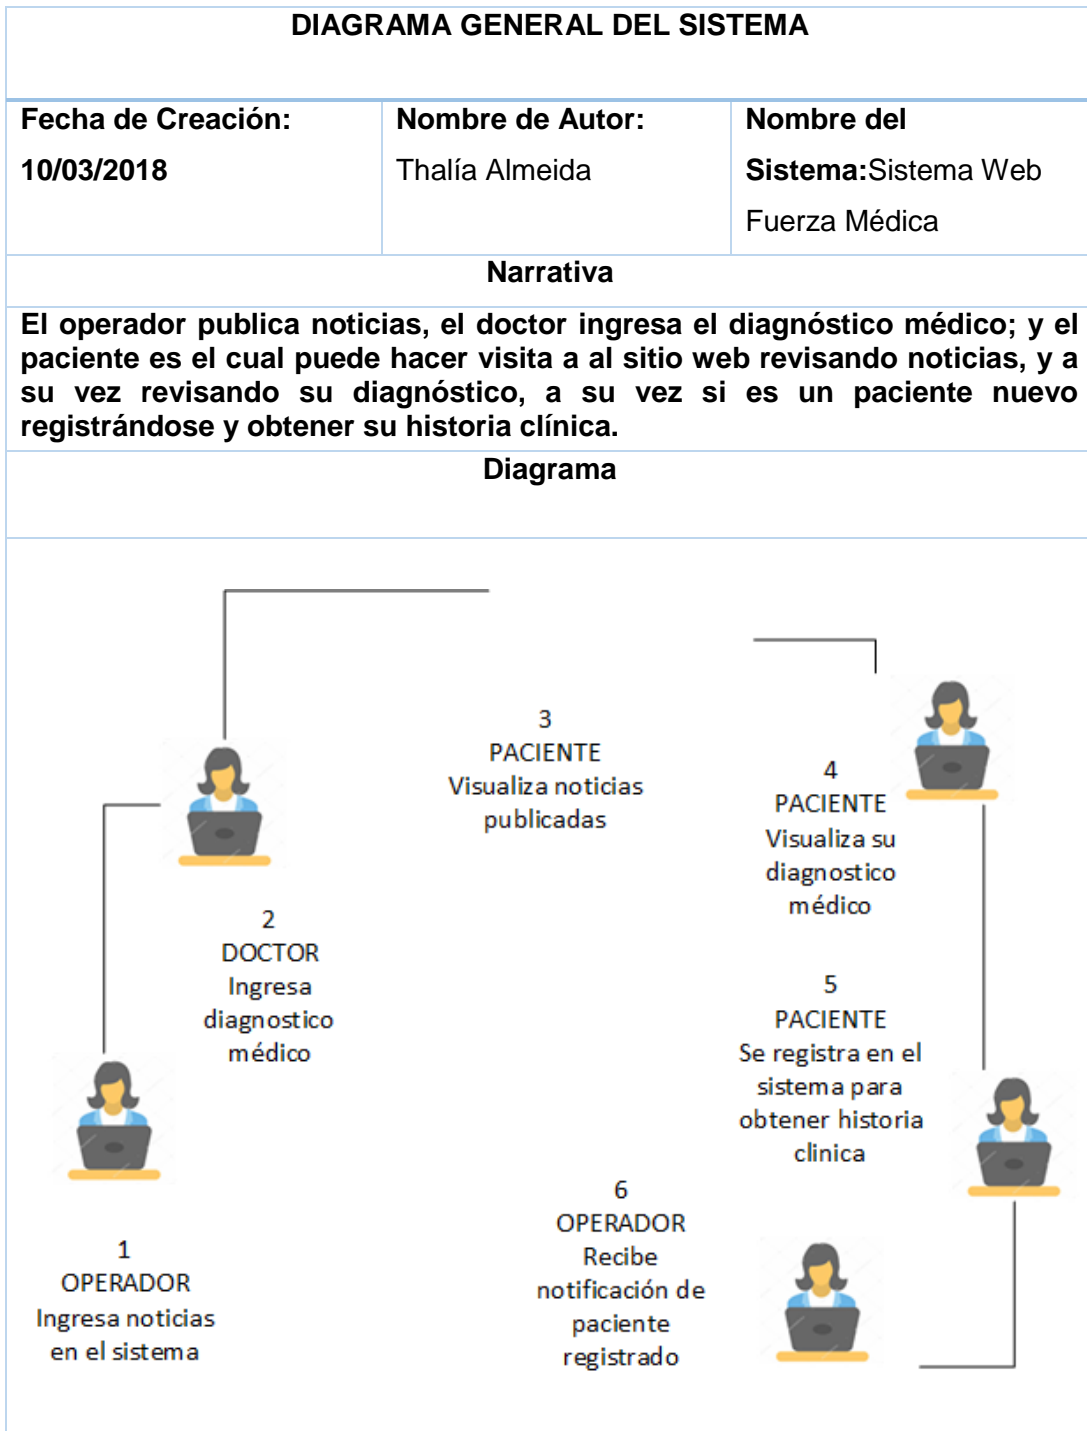 DIAGRAMA GENERAL DEL SISTEMA
Fecha de Creación:
10/03/2018
Nombre de Autor:
Thalía Almeida
Nombre del
Sistema:Sistema Web
Fuerza Médica
Narrativa
El operador publica noticias, el doctor ingresa el diagnóstico médico; y el
paciente es el cual puede hacer visita a al sitio web revisando noticias, y a
su vez revisando su diagnóstico, a su vez si es un paciente nuevo
registrándose y obtener su historia clínica.
Diagrama
1
OPERADOR
Ingresa noticias
en el sistema
2
DOCTOR
Ingresa
diagnostico
médico
3
PACIENTE
Visualiza noticias
publicadas
4
PACIENTE
Visualiza su
diagnostico
médico
5
PACIENTE
Se registra en el
sistema para
obtener historia
clinica
6
OPERADOR
Recibe
notificación de
paciente
registrado